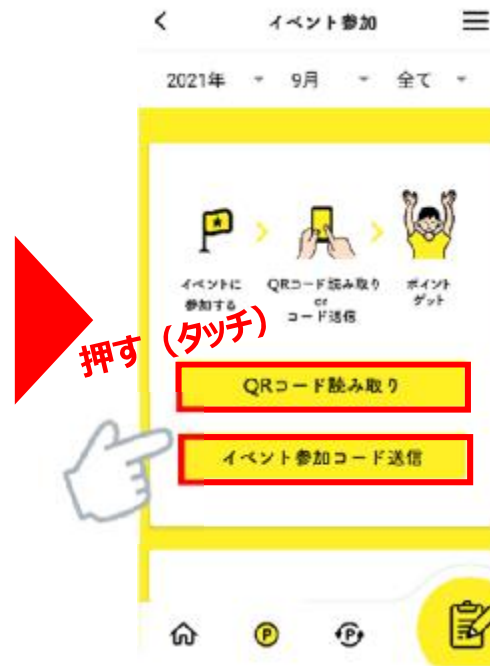 イベント参加
2021年 9月 全て
イベントに
参加する
QRコード読み取り
or
コード送信
ポイント
ゲット
押す（タッチ）
QRコード読み取り
イベント参加コード送信